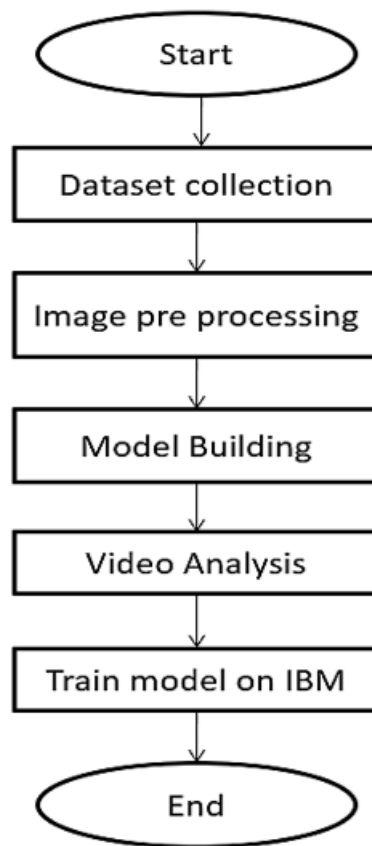 Start
Dataset collection
Image pre processing
Model Building
Video Analysis
Train model on IBM
End